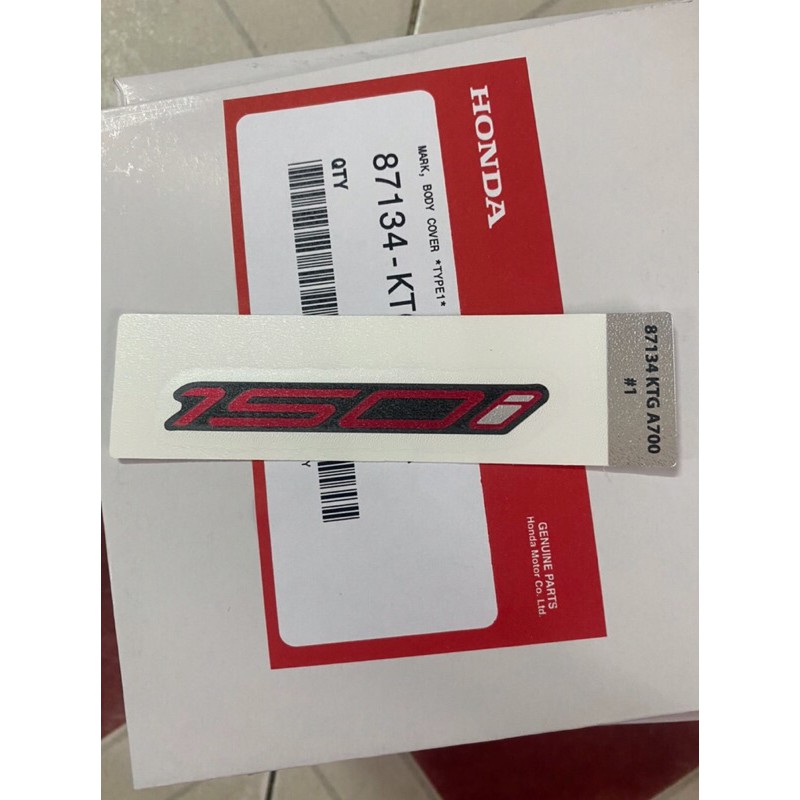 HONDA
MARK, BODY COVER *TYPE1*
87134-KT
QTY
150i
87134 KTG A700
#1
GENUINE PARTS
Honda Motor Co. Ltd.